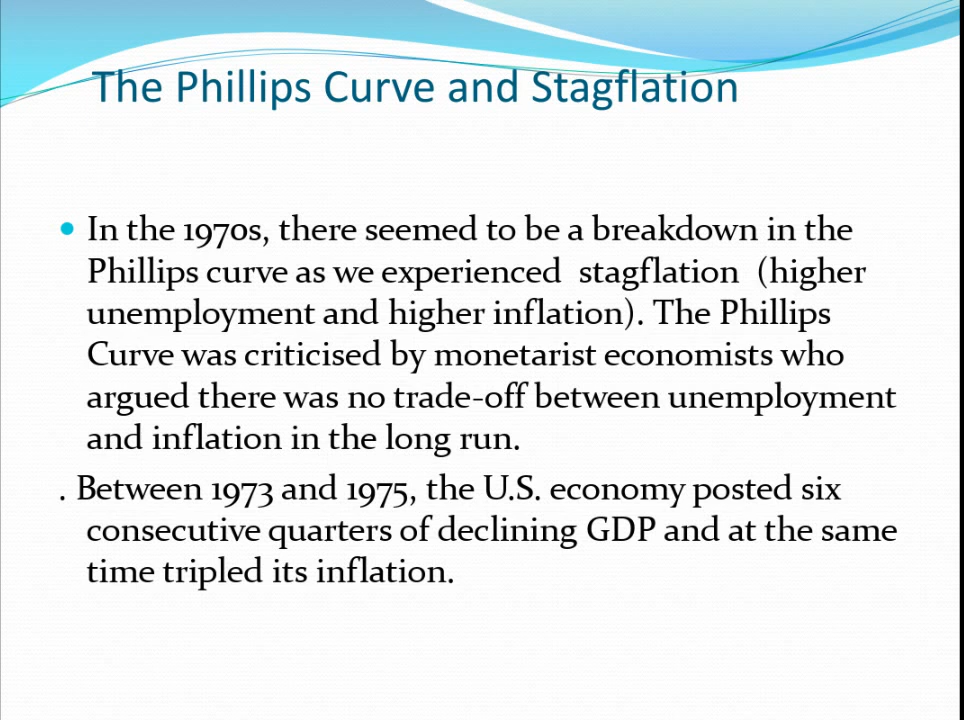 The Phillips Curve and Stagflation
• In the 1970s, there seemed to be a breakdown in the
Phillips curve as we experienced  stagflation  (higher
unemployment and higher inflation). The Phillips
Curve was criticised by monetarist economists who
argued there was no trade-off between unemployment
and inflation in the long run.
. Between 1973 and 1975, the U.S. economy posted six
consecutive quarters of declining GDP and at the same
time tripled its inflation.